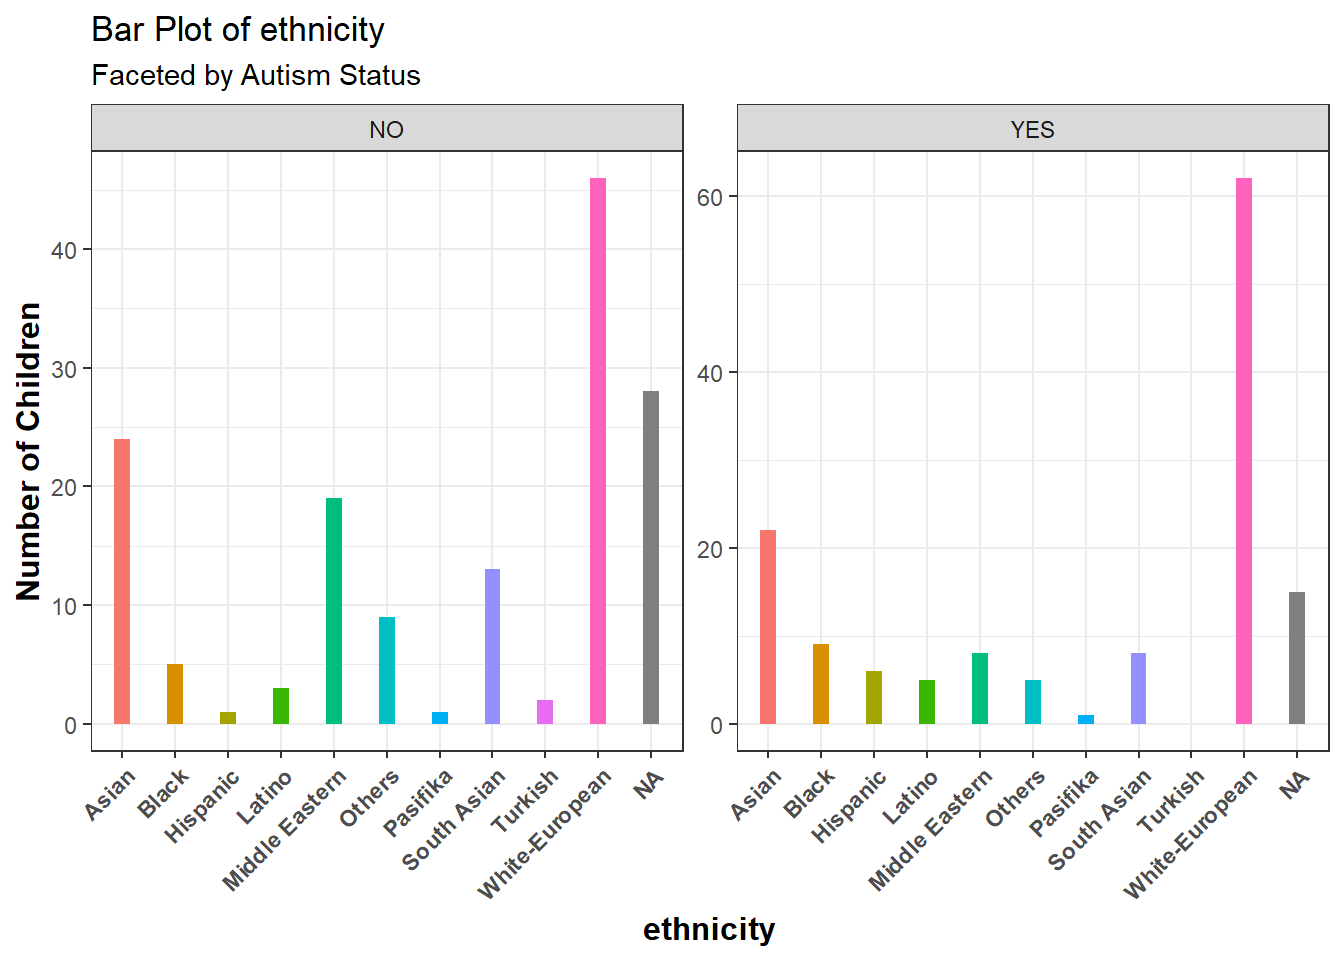 Bar Plot of ethnicity
Faceted by Autism Status
NO
YES
Number of Children
40
30
20
10
0
60
40
20
0
Asian
Black
Hispanic
Latino
Middle Eastern
Others
Pasifika
South Asian
Turkish
White-European
NA
Asian
Black
Hispanic
Latino
Middle Eastern
Others
Pasifika
South Asian
Turkish
White-European
NA
ethnicity